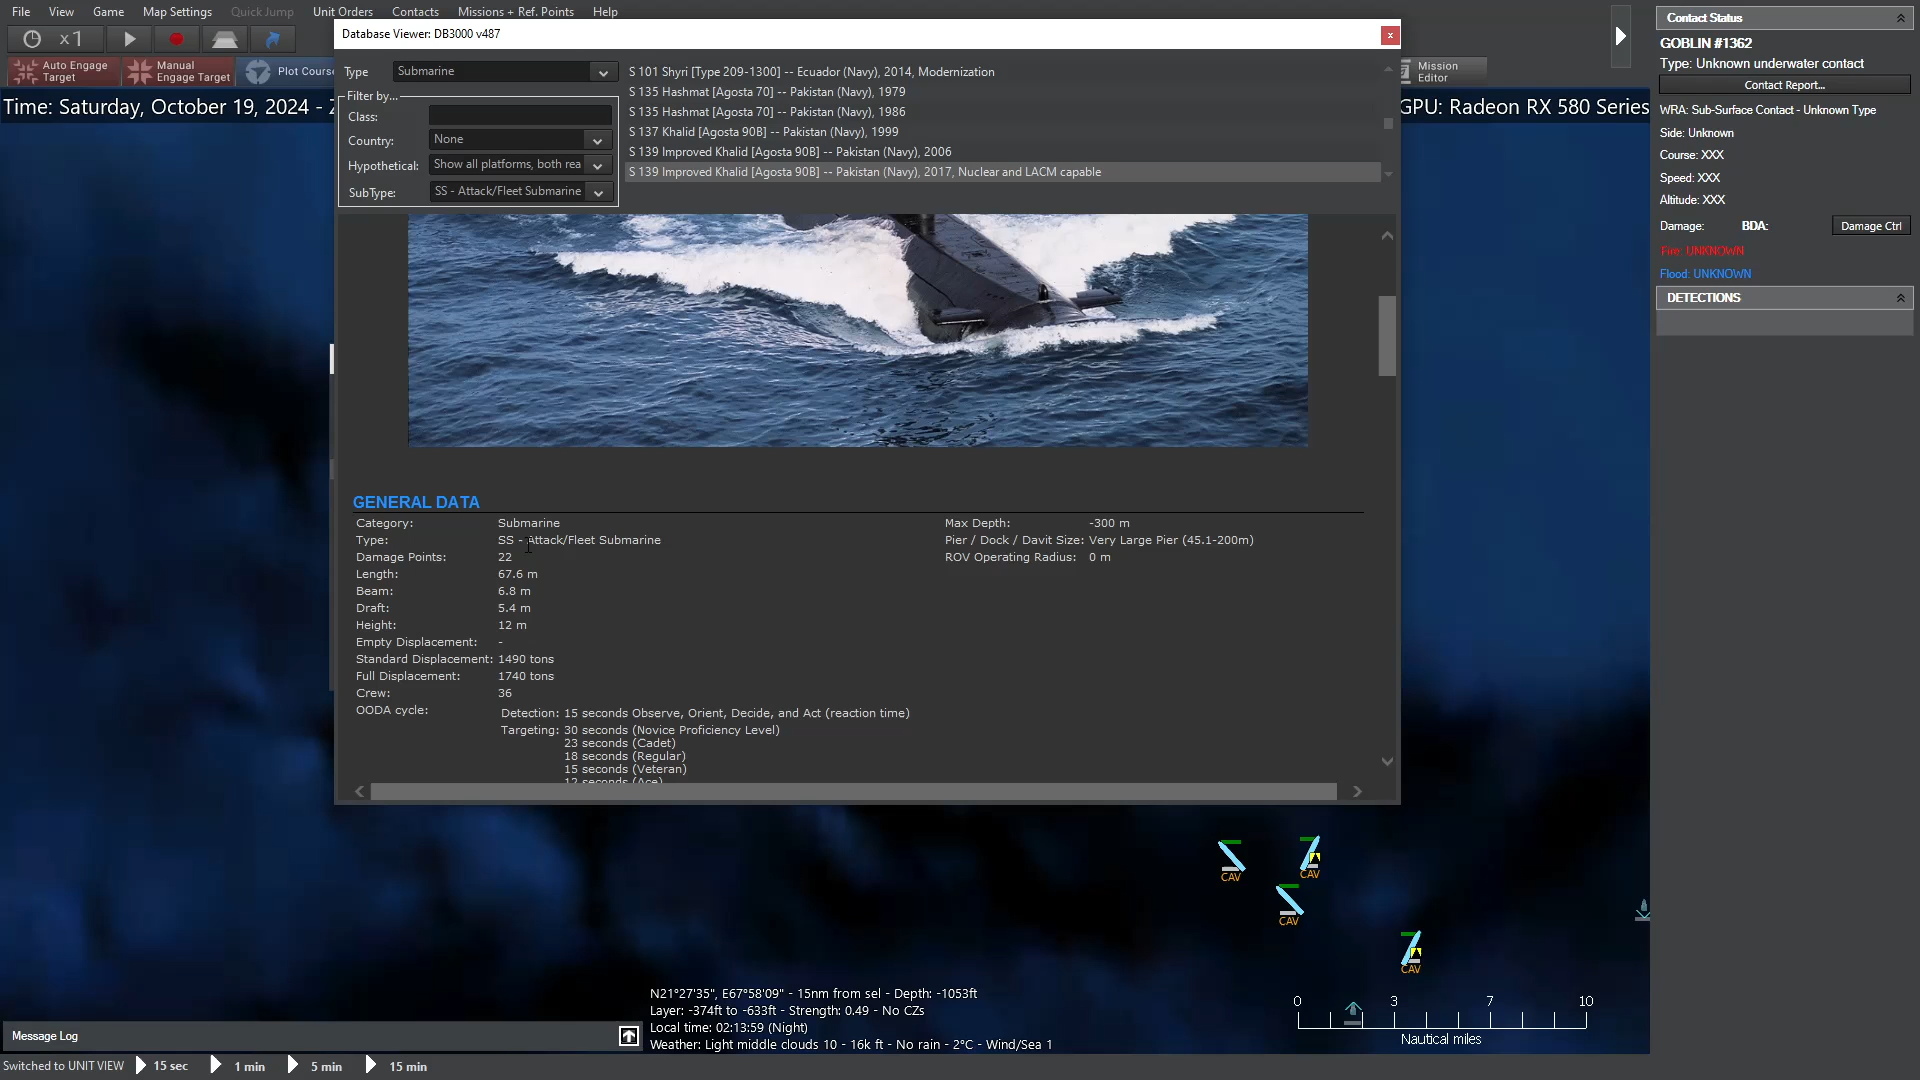 File View Game Map Settings Quick Jump Unit Orders Contacts Missions + Ref. Points Help
x1
Auto Engage Target
Manual Engage Target
Plot Course
Time: Saturday, October 19, 2024 -
Database Viewer: DB3000 v487
x
Type Submarine
Filter by...
Class:
Country: None
Hypothetical: Show all platforms, both rea
SubType: SS - Attack/Fleet Submarine
S 101 Shyri [Type 209-1300] -- Ecuador (Navy), 2014, Modernization
S 135 Hashmat [Agosta 70] -- Pakistan (Navy), 1979
S 135 Hashmat [Agosta 70] -- Pakistan (Navy), 1986
S 137 Khalid [Agosta 90B] -- Pakistan (Navy), 1999
S 139 Improved Khalid [Agosta 90B] -- Pakistan (Navy), 2006
S 139 Improved Khalid [Agosta 90B] -- Pakistan (Navy), 2017, Nuclear and LACM capable
Mission Editor
GPU: Radeon RX 580 Series
GENERAL DATA
Category: Submarine
Type: SS - Attack/Fleet Submarine
Damage Points: 22
Length: 67.6 m
Beam: 6.8 m
Draft: 5.4 m
Height: 12 m
Empty Displacement: -
Standard Displacement: 1490 tons
Full Displacement: 1740 tons
Crew: 36
OODA cycle:
Detection: 15 seconds Observe, Orient, Decide, and Act (reaction time)
Targeting: 30 seconds (Novice Proficiency Level)
23 seconds (Cadet)
18 seconds (Regular)
15 seconds (Veteran)
12 seconds (Ace)
Max Depth: -300 m
Pier / Dock / Davit Size: Very Large Pier (45.1-200m)
ROV Operating Radius: 0 m
Contact Status
GOBLIN #1362
Type: Unknown underwater contact
Contact Report...
WRA: Sub-Surface Contact - Unknown Type
Side: Unknown
Course: XXX
Speed: XXX
Altitude: XXX
Damage: BDA: Damage Ctrl
Fire: UNKNOWN
Flood: UNKNOWN
DETECTIONS
CAV
CAV
CAV
CAV
N21°27'35", E67°58'09" - 15nm from sel - Depth: -1053ft
Layer: -374ft to -633ft - Strength: 0.49 - No CZs
Local time: 02:13:59 (Night)
Weather: Light middle clouds 10 - 16k ft - No rain - 2°C - Wind/Sea 1
0 3 7 10
Nautical miles
Message Log
Switched to UNIT VIEW 15 sec 1 min 5 min 15 min